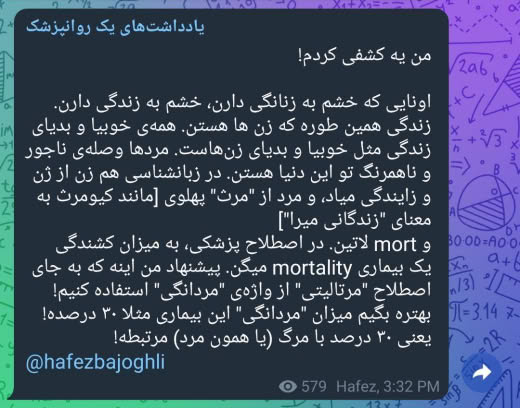 یادداشت‌های یک روانپزشک
من یه کشفی کردم!
اونایی که خشم به زنانگی دارن، خشم به زندگی دارن.
زندگی همین طوره که زن ها هستن. همه‌ی خوبیا و بدیای
زندگی مثل خوبیا و بدیای زن‌هاست. مردها وصله‌ی ناجور
و ناهمرنگ تو این دنیا هستن. در زبانشناسی هم زن از ژن
و زایندگی میاد، و مرد از "مرث" پهلوی [مانند کیومرث به
معنای "زندگانی میرا"]
و mort لاتین. در اصطلاح پزشکی، به میزان کشندگی
یک بیماری mortality میگن. پیشنهاد من اینه که به جای
اصطلاح "مرتالیتی" از واژه‌ی "مردانگی" استفاده کنیم!
بهتره بگیم میزان "مردانگی" این بیماری مثلا ۳۰ درصده!
یعنی ۳۰ درصد با مرگ (یا همون مرد) مرتبطه!
@hafezbajoghli
579 Hafez, 3:32 PM